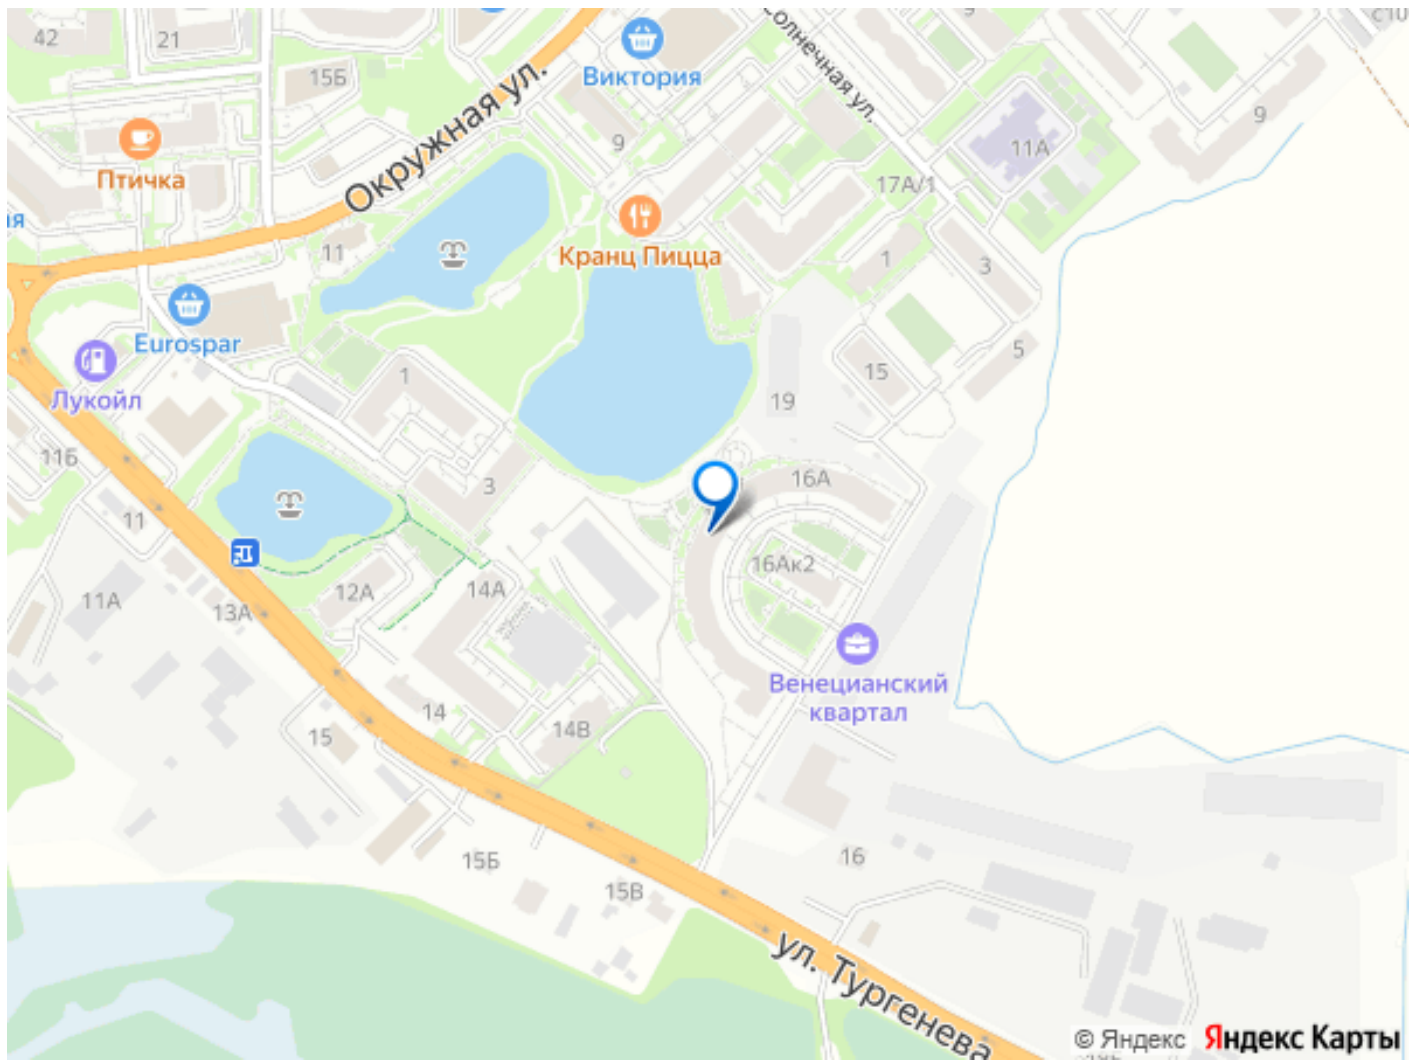 42
21
15Б
Виктория
Солнечная ул.
9
Птичка
Окружная ул.
9
11А
9
17А/1
ая
11
Кранц Пицца
1
3
Eurospar
Лукойл
1
15
5
19
11Б
3
16А
11
11А
13А
12А
14А
16Ак2
Венецианский
квартал
15
14
14В
15Б
15В
16
ул. Тургенева
© Яндекс
Яндекс Карты